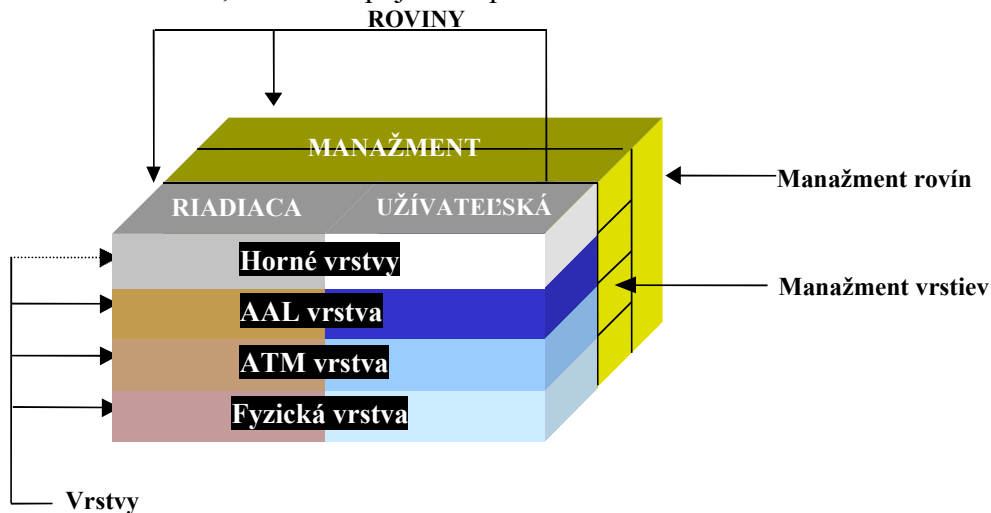 ROVINY
MANAŽMENT
Manažment rovín
RIADIACA
UŽÍVATEĽSKÁ
Horné vrstvy
Manažment vrstiev
AAL vrstva
ATM vrstva
Fyzická vrstva
Vrstvy